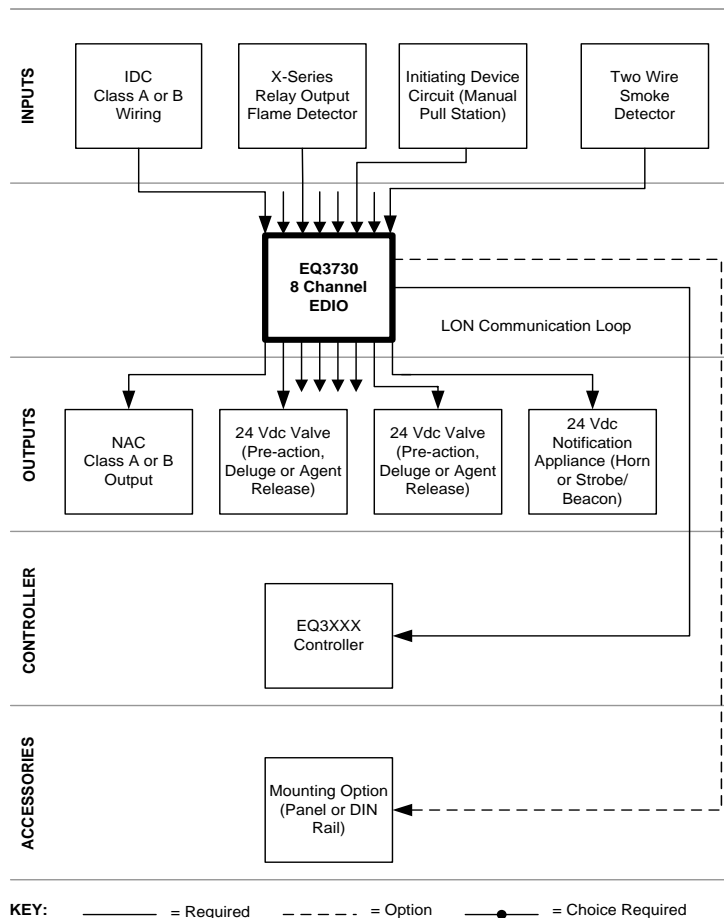 INPUTS
IDC
Class A or B
Wiring
X-Series
Relay Output
Flame Detector
Initiating Device
Circuit (Manual
Pull Station)
Two Wire
Smoke
Detector
EQ3730
8 Channel
EDIO
LON Communication Loop
OUTPUTS
NAC
Class A or B
Output
24 Vdc Valve
(Pre-action,
Deluge or Agent
Release)
24 Vdc Valve
(Pre-action,
Deluge or Agent
Release)
24 Vdc
Notification
Appliance (Horn
or Strobe/
Beacon)
CONTROLLER
EQ3XXX
Controller
ACCESSORIES
Mounting Option
(Panel or DIN
Rail)
KEY: = Required = Option = Choice Required